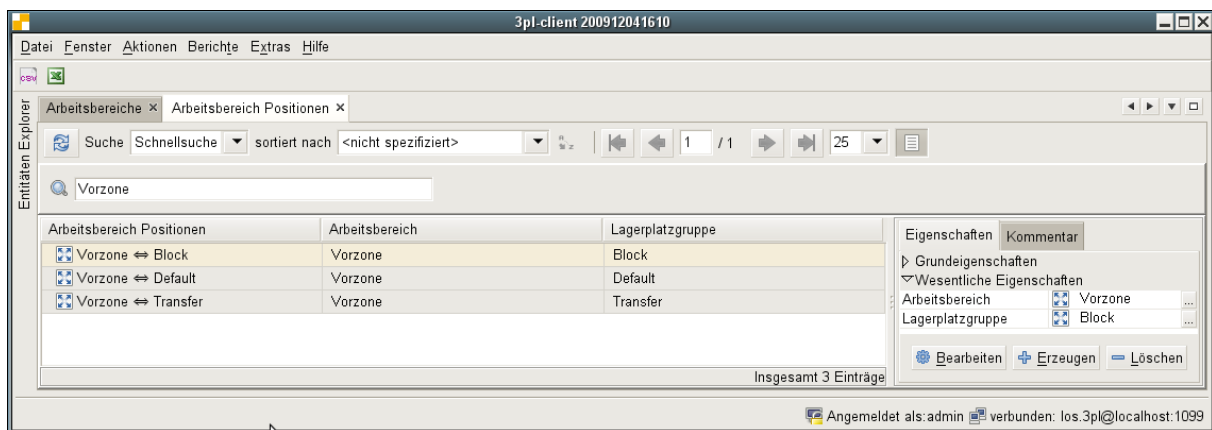 3pl-client 200912041610
Datei Fenster Aktionen Berichte Extras Hilfe
csv
Entitäten Explorer
Arbeitsbereiche × Arbeitsbereich Positionen ×
Suche Schnellsuche sortiert nach <nicht spezifiziert> 1 / 1 25
Vorzone
Arbeitsbereich Positionen Arbeitsbereich Lagerplatzgruppe
Vorzone ⇔ Block Vorzone Block
Vorzone ⇔ Default Vorzone Default
Vorzone ⇔ Transfer Vorzone Transfer
Insgesamt 3 Einträge
Eigenschaften Kommentar
Grundeigenschaften
Wesentliche Eigenschaften
Arbeitsbereich Vorzone ...
Lagerplatzgruppe Block ...
Bearbeiten Erzeugen Löschen
Angemeldet als:admin verbunden: los.3pl@localhost:1099